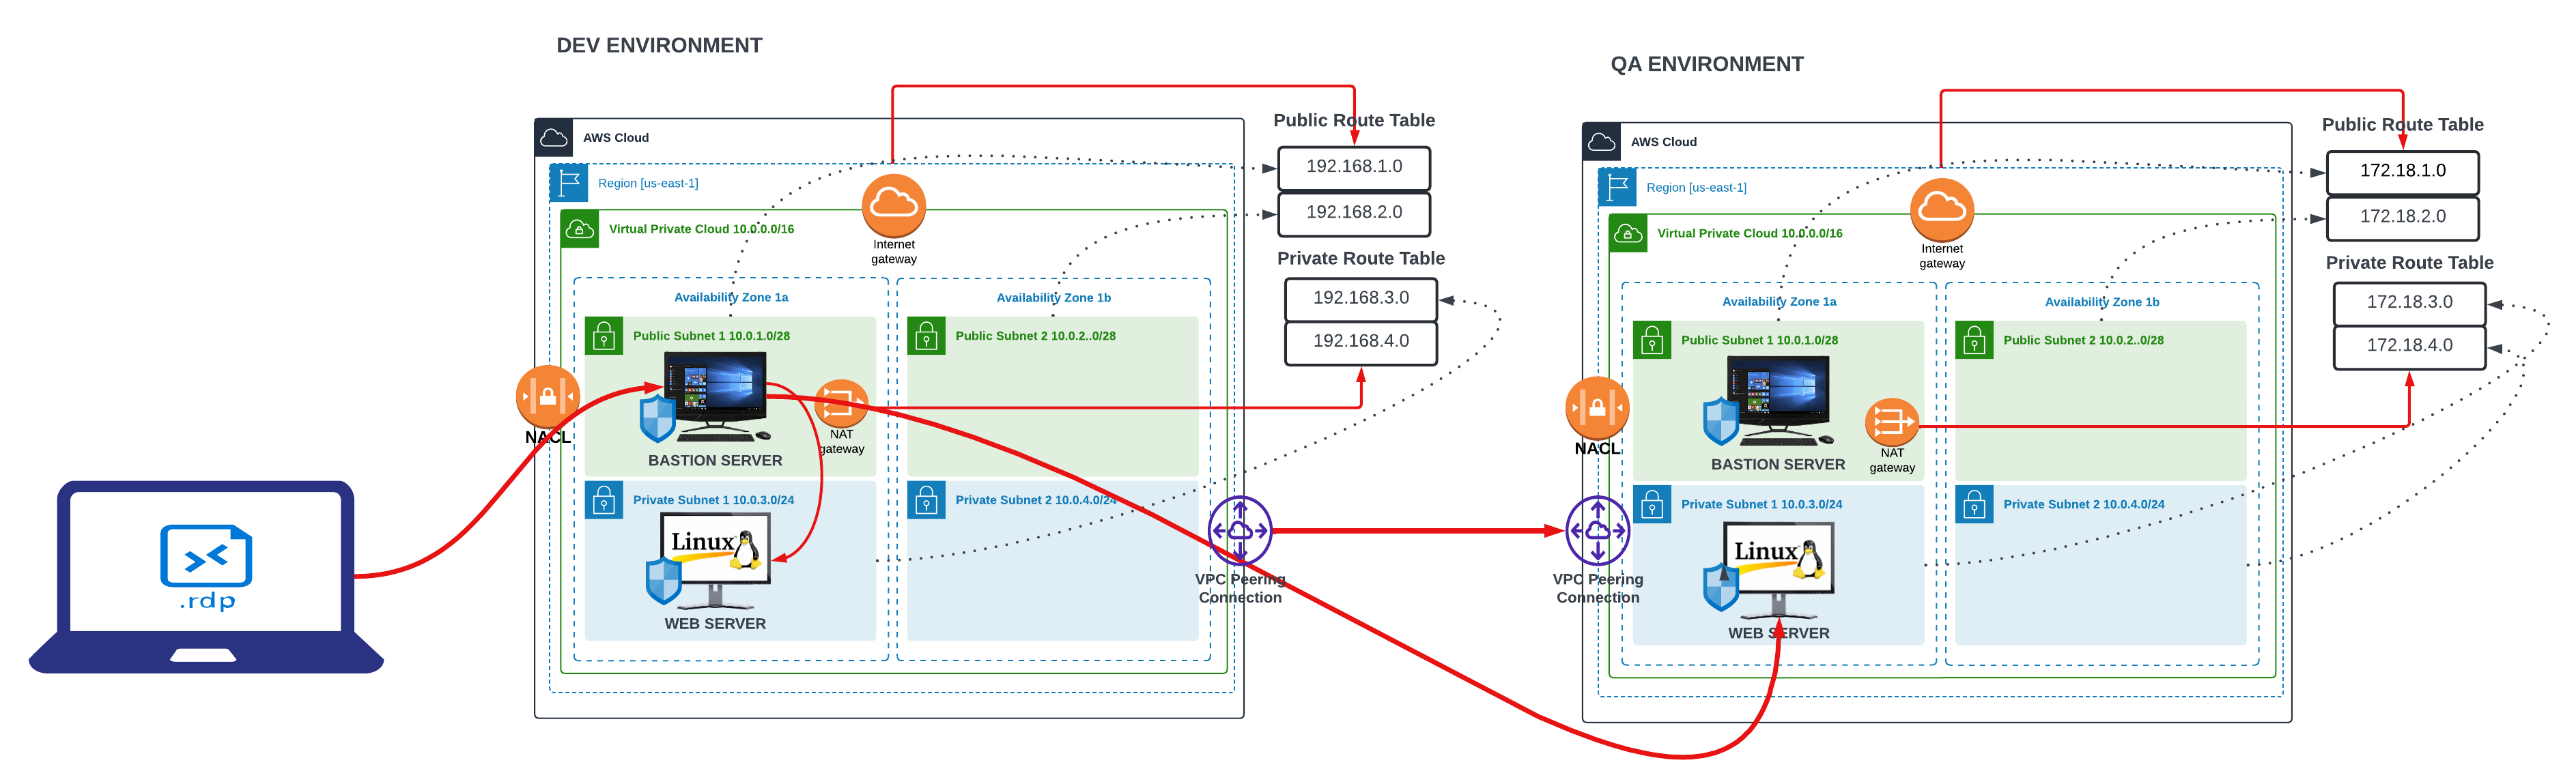 DEV ENVIRONMENT
QA ENVIRONMENT
AWS Cloud
Region [us-east-1]
Virtual Private Cloud 10.0.0.0/16
Internet
gateway
Availability Zone 1a
Availability Zone 1b
Public Subnet 1 10.0.1.0/28
Public Subnet 2 10.0.2..0/28
NACL
BASTION SERVER
NAT
gateway
Private Subnet 1 10.0.3.0/24
Private Subnet 2 10.0.4.0/24
Linux
WEB SERVER
.rdp
VPC Peering
Connection
Public Route Table
192.168.1.0
192.168.2.0
Private Route Table
192.168.3.0
192.168.4.0
AWS Cloud
Region [us-east-1]
Virtual Private Cloud 10.0.0.0/16
Internet
gateway
Availability Zone 1a
Availability Zone 1b
Public Subnet 1 10.0.1.0/28
Public Subnet 2 10.0.2..0/28
NACL
BASTION SERVER
NAT
gateway
Private Subnet 1 10.0.3.0/24
Private Subnet 2 10.0.4.0/24
Linux
WEB SERVER
VPC Peering
Connection
Public Route Table
172.18.1.0
172.18.2.0
Private Route Table
172.18.3.0
172.18.4.0